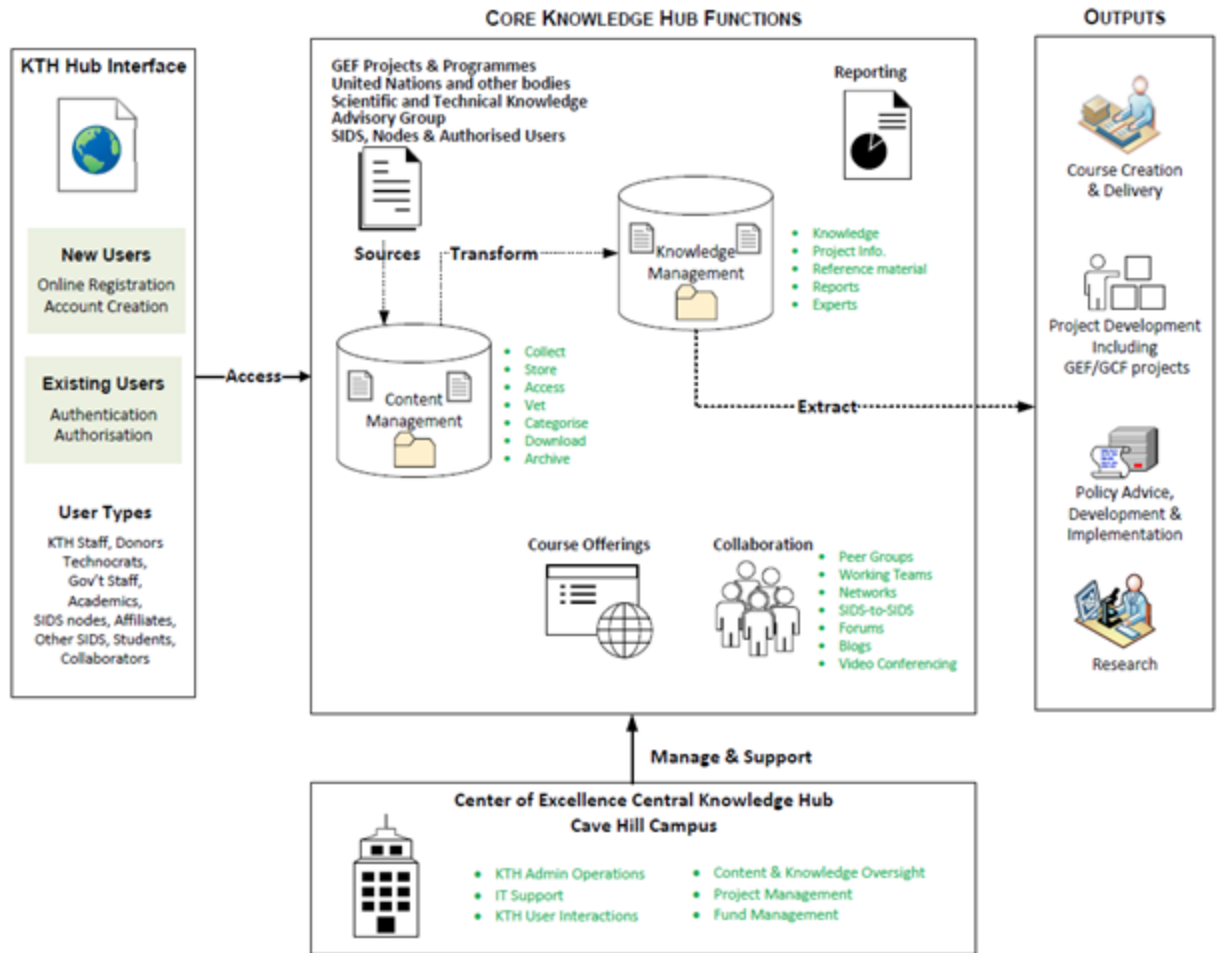 CORE KNOWLEDGE HUB FUNCTIONS
OUTPUTS
KTH Hub Interface
New Users
Online Registration
Account Creation
Existing Users
Authentication
Authorisation
User Types
KTH Staff, Donors
Technocrats,
Gov't Staff,
Academics,
SIDS nodes, Affiliates,
Other SIDS, Students,
Collaborators
Access
GEF Projects & Programmes
United Nations and other bodies
Scientific and Technical Knowledge
Advisory Group
SIDS, Nodes & Authorised Users
Sources
Transform
Content
Management
• Collect
• Store
• Access
• Vet
• Categorise
• Download
• Archive
Knowledge
Management
• Knowledge
• Project Info.
• Reference material
• Reports
• Experts
Reporting
Extract
Course Offerings
Collaboration
• Peer Groups
• Working Teams
• Networks
• SIDS-to-SIDS
• Forums
• Blogs
• Video Conferencing
Course Creation
& Delivery
Project Development
Including
GEF/GCF projects
Policy Advice,
Development &
Implementation
Research
Manage & Support
Center of Excellence Central Knowledge Hub
Cave Hill Campus
• KTH Admin Operations
• IT Support
• KTH User Interactions
• Content & Knowledge Oversight
• Project Management
• Fund Management